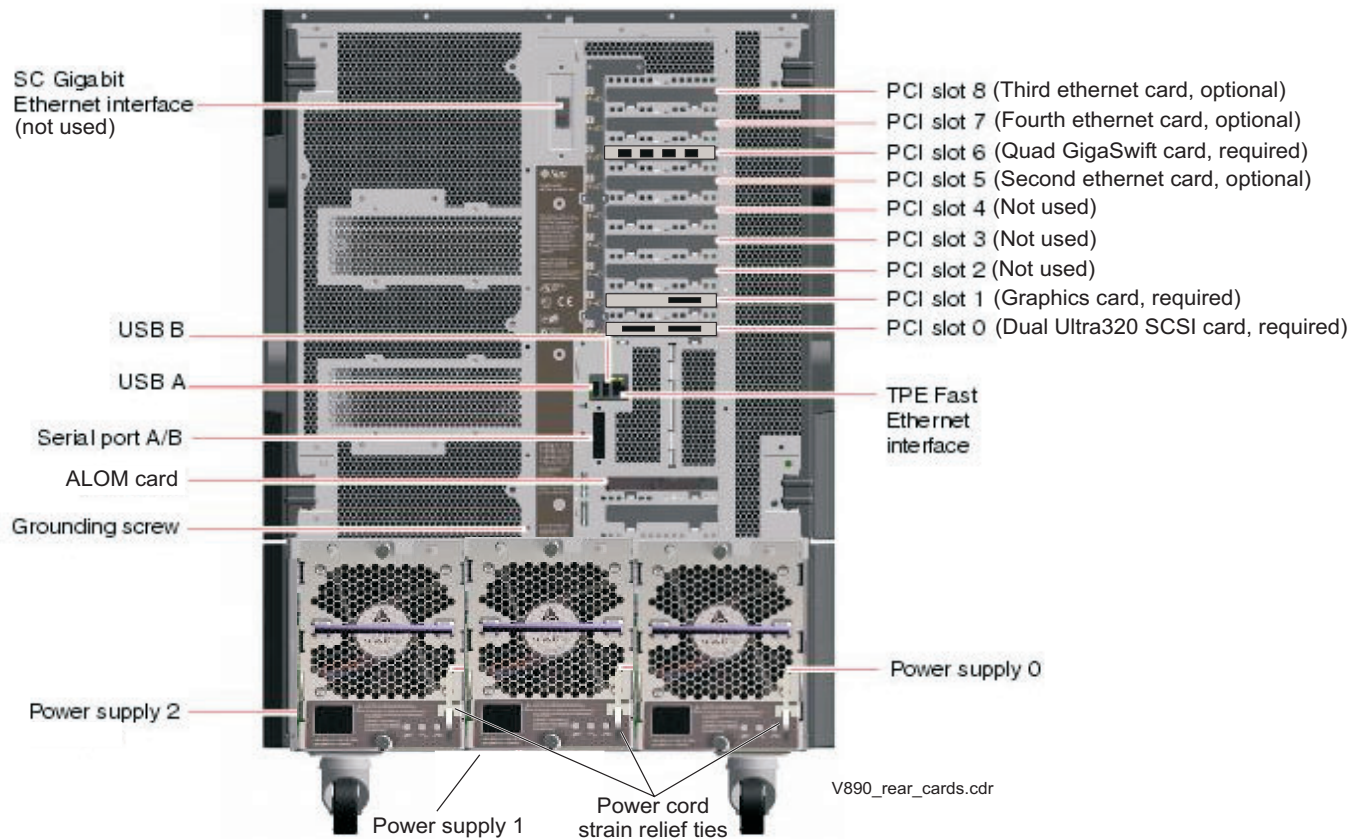 SC Gigabit
Ethernet interface
(not used)
PCI slot 8 (Third ethernet card, optional)
PCI slot 7 (Fourth ethernet card, optional)
PCI slot 6 (Quad GigaSwift card, required)
PCI slot 5 (Second ethernet card, optional)
PCI slot 4 (Not used)
PCI slot 3 (Not used)
PCI slot 2 (Not used)
PCI slot 1 (Graphics card, required)
PCI slot 0 (Dual Ultra320 SCSI card, required)
Sun
CE
USB B
USB A
Serial port A/B
ALOM card
Grounding screw
TPE Fast
Ethernet
interface
Power supply 0
Power supply 2
Power supply 1
Power cord
strain relief ties
V890_rear_cards.cdr